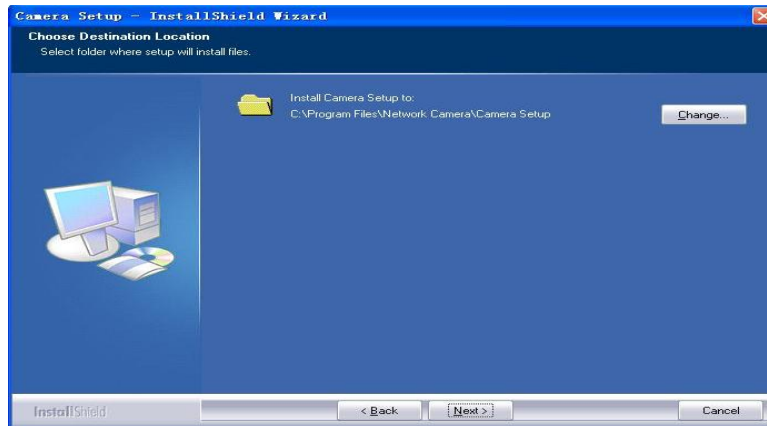 Camera Setup - InstallShield Wizard
Choose Destination Location
Select folder where setup will install files.
Install Camera Setup to:
C:\Program Files\Network Camera\Camera Setup
Change...
InstallShield
< Back
Next >
Cancel